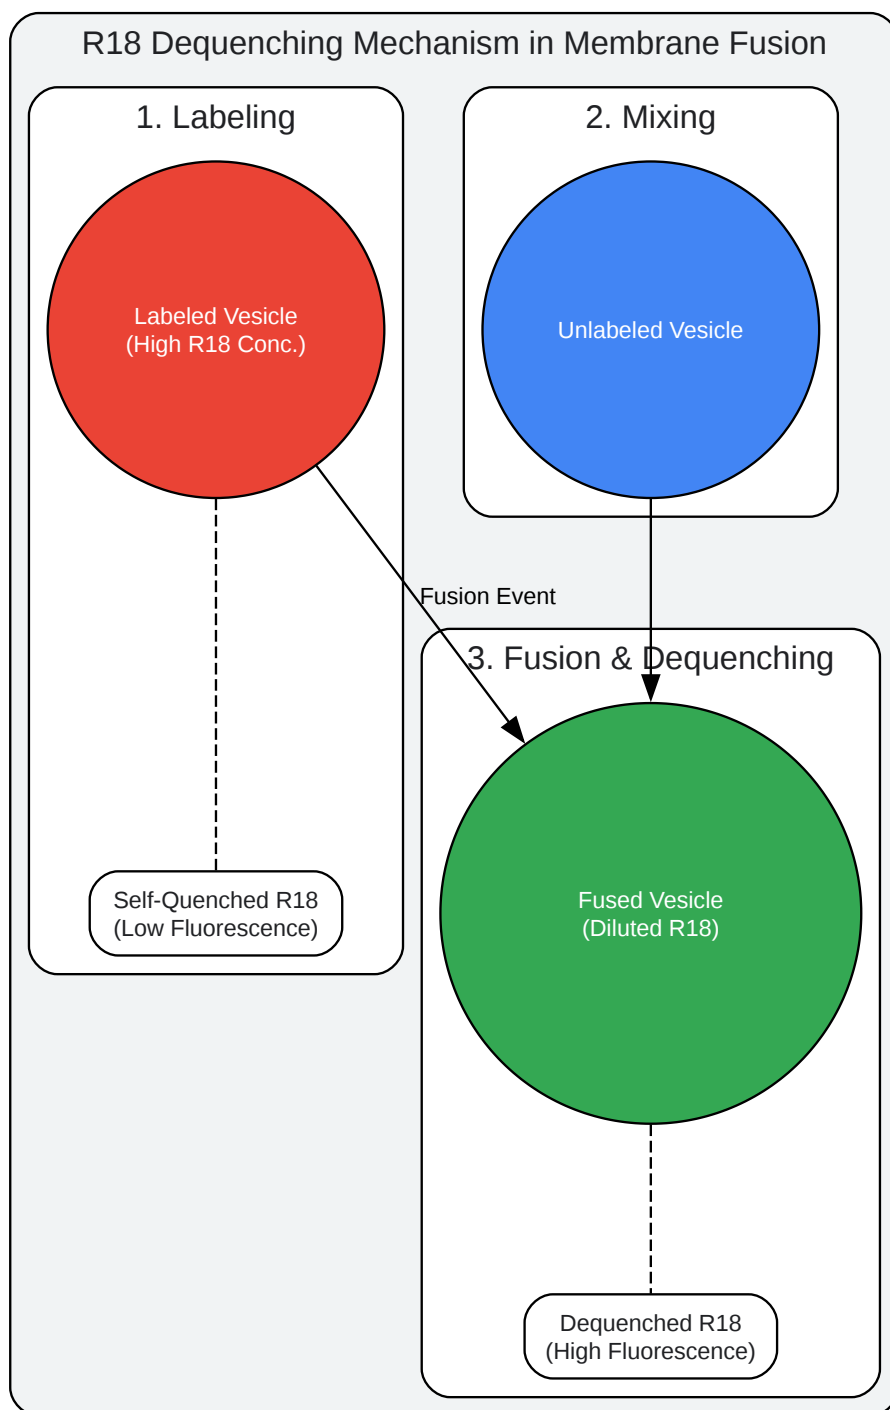 R18 Dequenching Mechanism in Membrane Fusion
1. Labeling
2. Mixing
Labeled Vesicle
(High R18 Conc.)
Unlabeled Vesicle
Fusion Event
3. Fusion & Dequenching
Self-Quenched R18
(Low Fluorescence)
Fused Vesicle
(Diluted R18)
Dequenched R18
(High Fluorescence)